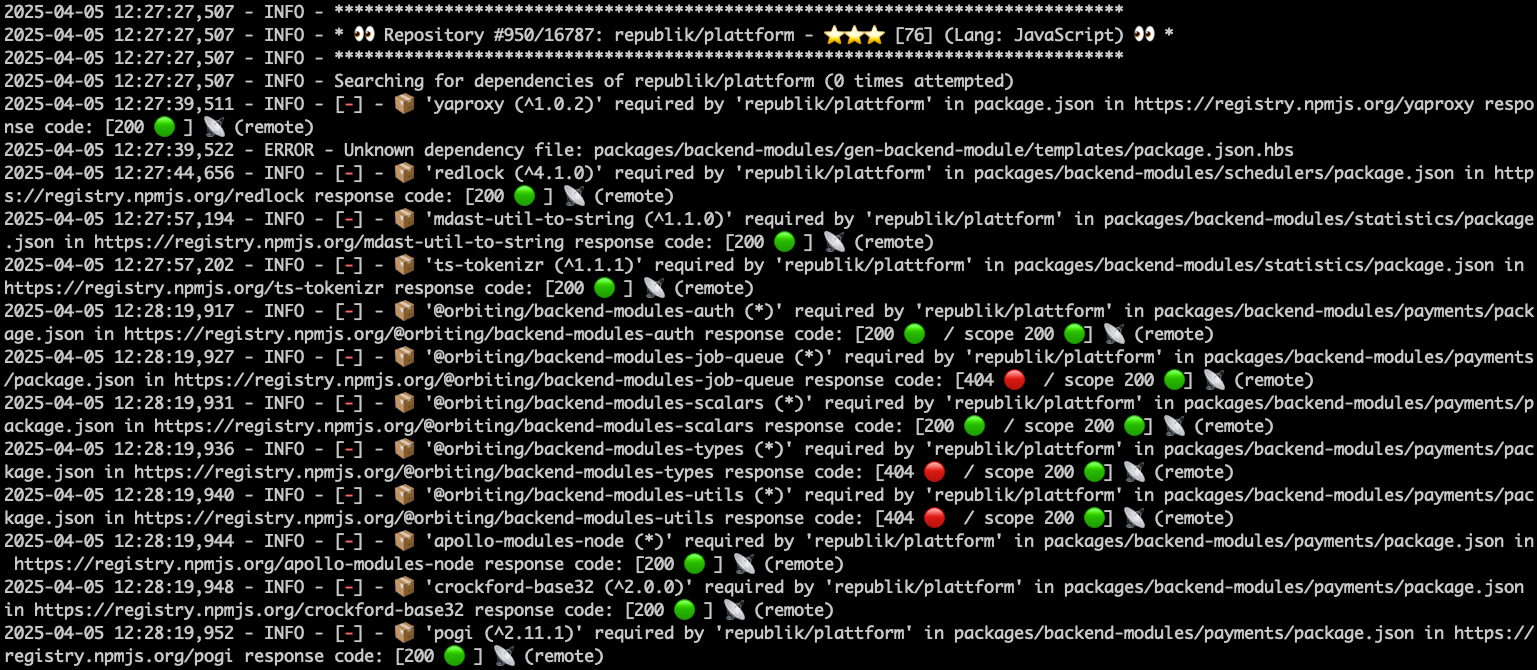 2025-04-05 12:27:27,507 - INFO - *******************************************************************************
2025-04-05 12:27:27,507 - INFO - * 👀 Repository #950/16787: republik/plattform - ⭐⭐⭐ [76] (Lang: JavaScript) 👀 *
2025-04-05 12:27:27,507 - INFO - *******************************************************************************
2025-04-05 12:27:27,507 - INFO - Searching for dependencies of republik/plattform (0 times attempted)
2025-04-05 12:27:39,511 - INFO - [-] - 📦 'yaproxy (^1.0.2)' required by 'republik/plattform' in package.json in https://registry.npmjs.org/yaproxy respo
nse code: [200 🟢 ] 📡 (remote)
2025-04-05 12:27:39,522 - ERROR - Unknown dependency file: packages/backend-modules/gen-backend-module/templates/package.json.hbs
2025-04-05 12:27:44,656 - INFO - [-] - 📦 'redlock (^4.1.0)' required by 'republik/plattform' in packages/backend-modules/schedulers/package.json in http
s://registry.npmjs.org/redlock response code: [200 🟢 ] 📡 (remote)
2025-04-05 12:27:57,194 - INFO - [-] - 📦 'mdast-util-to-string (^1.1.0)' required by 'republik/plattform' in packages/backend-modules/statistics/package
.json in https://registry.npmjs.org/mdast-util-to-string response code: [200 🟢 ] 📡 (remote)
2025-04-05 12:27:57,202 - INFO - [-] - 📦 'ts-tokenizr (^1.1.1)' required by 'republik/plattform' in packages/backend-modules/statistics/package.json in
https://registry.npmjs.org/ts-tokenizr response code: [200 🟢 ] 📡 (remote)
2025-04-05 12:28:19,917 - INFO - [-] - 📦 '@orbiting/backend-modules-auth (*)' required by 'republik/plattform' in packages/backend-modules/payments/pack
age.json in https://registry.npmjs.org/@orbiting/backend-modules-auth response code: [200 🟢  / scope 200 🟢] 📡 (remote)
2025-04-05 12:28:19,927 - INFO - [-] - 📦 '@orbiting/backend-modules-job-queue (*)' required by 'republik/plattform' in packages/backend-modules/payments
/package.json in https://registry.npmjs.org/@orbiting/backend-modules-job-queue response code: [404 🔴  / scope 200 🟢] 📡 (remote)
2025-04-05 12:28:19,931 - INFO - [-] - 📦 '@orbiting/backend-modules-scalars (*)' required by 'republik/plattform' in packages/backend-modules/payments/p
ackage.json in https://registry.npmjs.org/@orbiting/backend-modules-scalars response code: [200 🟢  / scope 200 🟢] 📡 (remote)
2025-04-05 12:28:19,936 - INFO - [-] - 📦 '@orbiting/backend-modules-types (*)' required by 'republik/plattform' in packages/backend-modules/payments/pac
kage.json in https://registry.npmjs.org/@orbiting/backend-modules-types response code: [404 🔴  / scope 200 🟢] 📡 (remote)
2025-04-05 12:28:19,940 - INFO - [-] - 📦 '@orbiting/backend-modules-utils (*)' required by 'republik/plattform' in packages/backend-modules/payments/pac
kage.json in https://registry.npmjs.org/@orbiting/backend-modules-utils response code: [404 🔴  / scope 200 🟢] 📡 (remote)
2025-04-05 12:28:19,944 - INFO - [-] - 📦 'apollo-modules-node (*)' required by 'republik/plattform' in packages/backend-modules/payments/package.json in
 https://registry.npmjs.org/apollo-modules-node response code: [200 🟢 ] 📡 (remote)
2025-04-05 12:28:19,948 - INFO - [-] - 📦 'crockford-base32 (^2.0.0)' required by 'republik/plattform' in packages/backend-modules/payments/package.json
in https://registry.npmjs.org/crockford-base32 response code: [200 🟢 ] 📡 (remote)
2025-04-05 12:28:19,952 - INFO - [-] - 📦 'pogi (^2.11.1)' required by 'republik/plattform' in packages/backend-modules/payments/package.json in https://
registry.npmjs.org/pogi response code: [200 🟢 ] 📡 (remote)